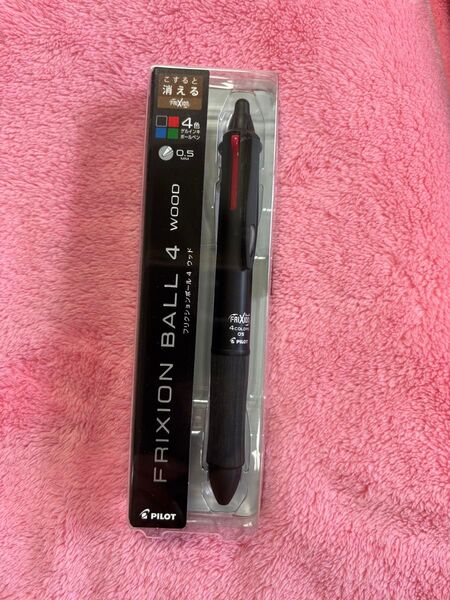 こすると
消える
FRIXION
4色
ゲルインキ
ボールペン
0.5
MM
FRIXION BALL 4 WOOD
フリクションボール4 ウッド
PILOT
FRIXION
4 COLORS
05
PILOT